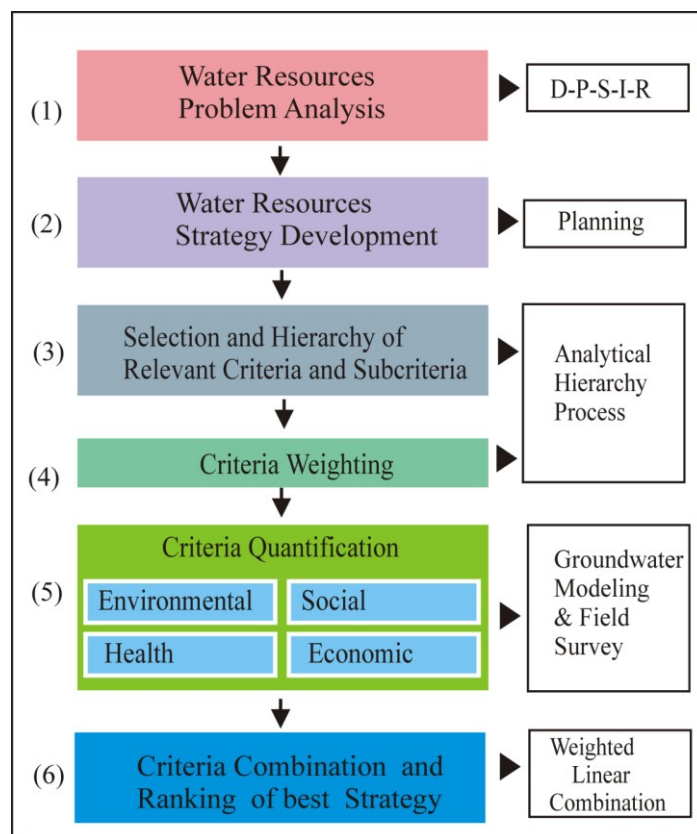 (1)
Water Resources
Problem Analysis
D-P-S-I-R
(2)
Water Resources
Strategy Development
Planning
(3)
Selection and Hierarchy of
Relevant Criteria and Subcriteria
Analytical
Hierarchy
Process
(4)
Criteria Weighting
(5)
Criteria Quantification
Environmental
Social
Health
Economic
Groundwater
Modeling
& Field
Survey
(6)
Criteria Combination and
Ranking of best Strategy
Weighted
Linear
Combination